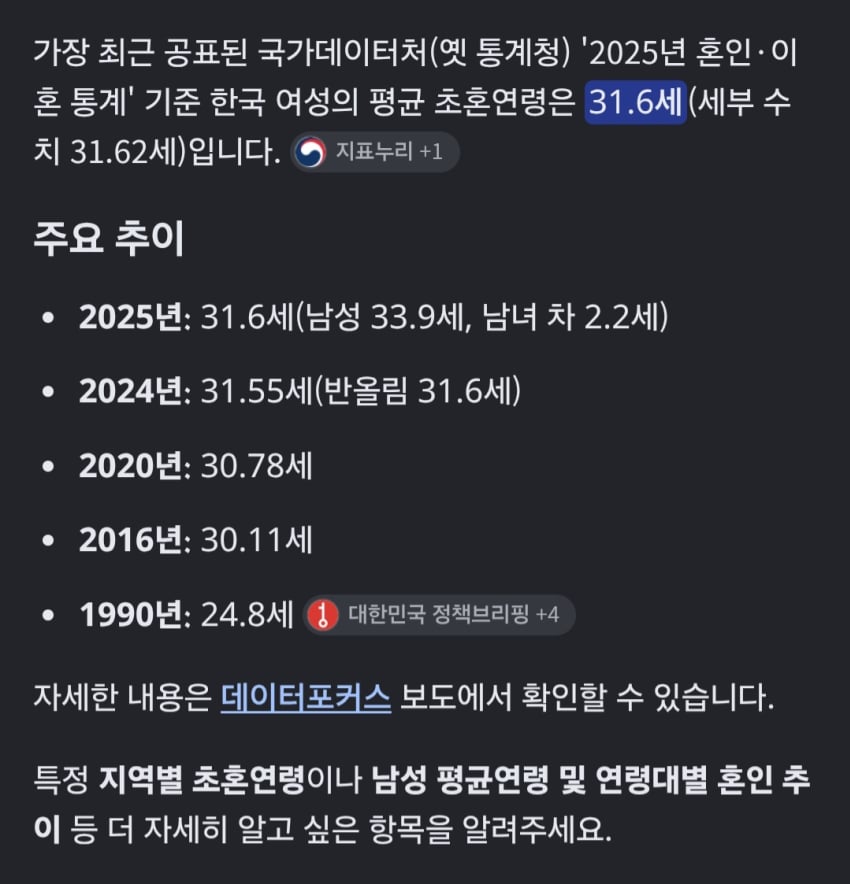 가장 최근 공표된 국가데이터처(옛 통계청) '2025년 혼인·이
혼 통계' 기준 한국 여성의 평균 초혼연령은 31.6세(세부 수
치 31.62세)입니다. 지표누리 +1
주요 추이
• 2025년: 31.6세(남성 33.9세, 남녀 차 2.2세)
• 2024년: 31.55세(반올림 31.6세)
• 2020년: 30.78세
• 2016년: 30.11세
• 1990년: 24.8세 대한민국 정책브리핑 +4
자세한 내용은 데이터포커스 보도에서 확인할 수 있습니다.
특정 지역별 초혼연령이나 남성 평균연령 및 연령대별 혼인 추
이 등 더 자세히 알고 싶은 항목을 알려주세요.